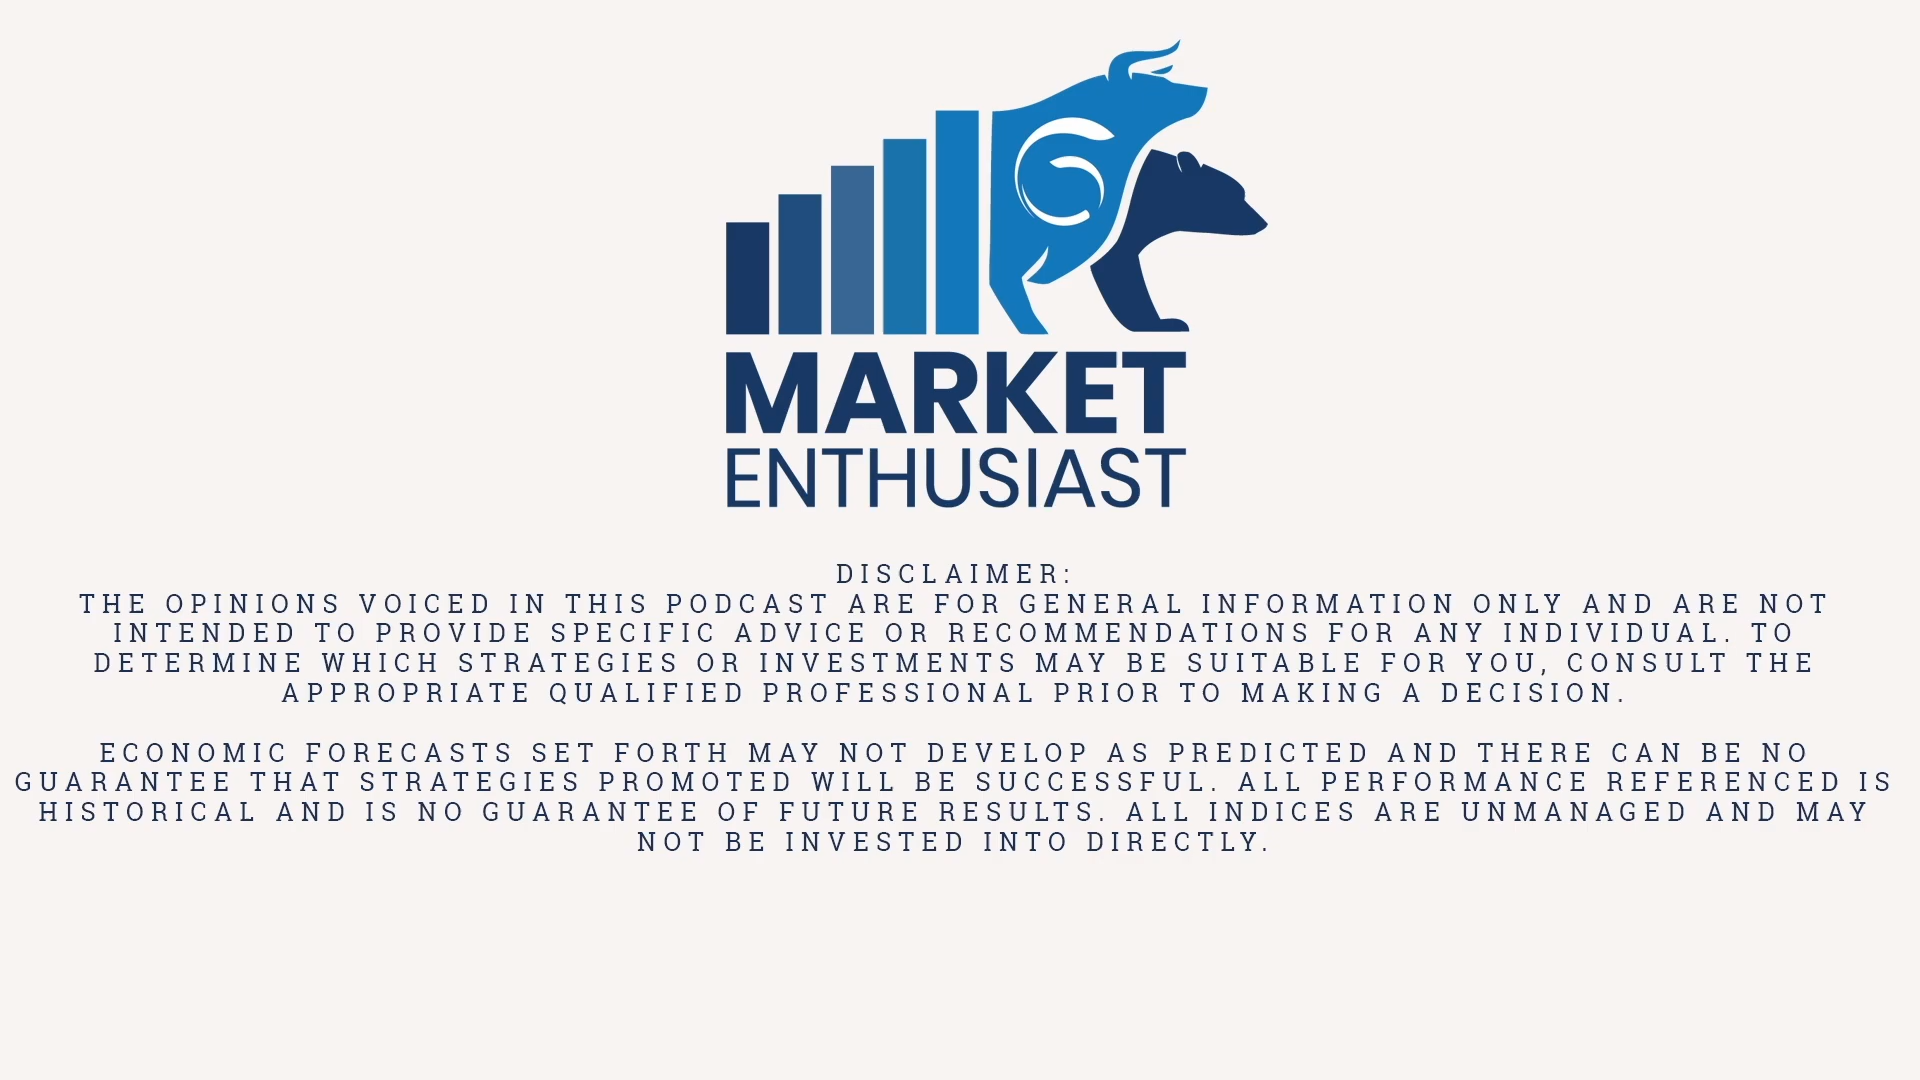 MARKET
ENTHUSIAST
DISCLAIMER:
THE OPINIONS VOICED IN THIS PODCAST ARE FOR GENERAL INFORMATION ONLY AND ARE NOT
INTENDED TO PROVIDE SPECIFIC ADVICE OR RECOMMENDATIONS FOR ANY INDIVIDUAL. TO
DETERMINE WHICH STRATEGIES OR INVESTMENTS MAY BE SUITABLE FOR YOU, CONSULT THE
APPROPRIATE QUALIFIED PROFESSIONAL PRIOR TO MAKING A DECISION.
ECONOMIC FORECASTS SET FORTH MAY NOT DEVELOP AS PREDICTED AND THERE CAN BE NO
GUARANTEE THAT STRATEGIES PROMOTED WILL BE SUCCESSFUL. ALL PERFORMANCE REFERENCED IS
HISTORICAL AND IS NO GUARANTEE OF FUTURE RESULTS. ALL INDICES ARE UNMANAGED AND MAY
NOT BE INVESTED INTO DIRECTLY.